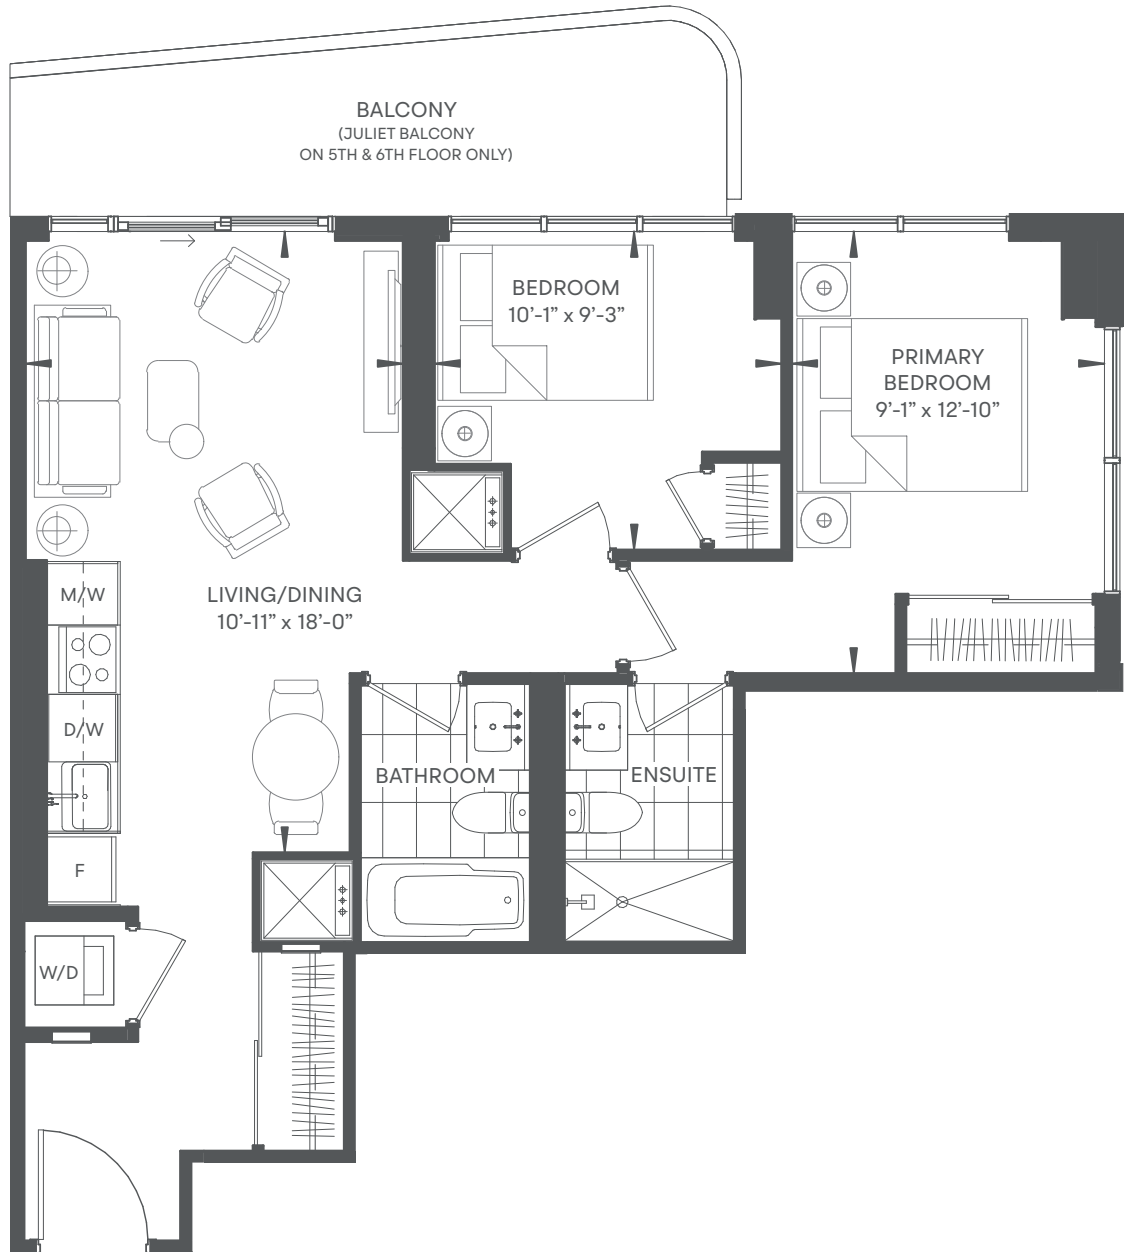 BALCONY
(JULIET BALCONY
ON 5TH & 6TH FLOOR ONLY)
BEDROOM
10’-1” x 9’-3”
PRIMARY
BEDROOM
9’-1” x 12’-10”
M/W
LIVING/DINING
10’-11” x 18’-0”
D/W
BATHROOM
ENSUITE
F
W/D